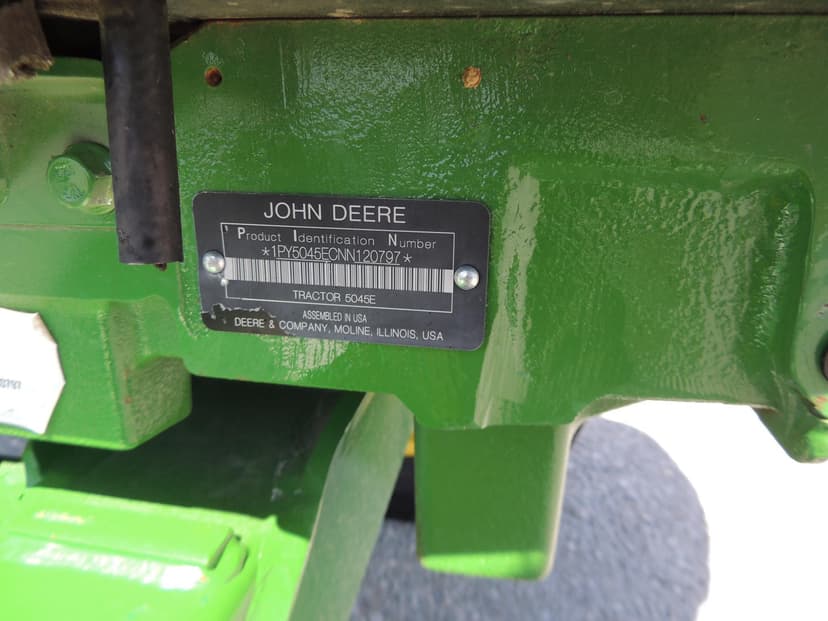 JOHN DEERE
Product Identification Number
*1PY5045ECNN120797*
TRACTOR 5045E
ASSEMBLED IN USA
DEERE & COMPANY, MOLINE, ILLINOIS, USA